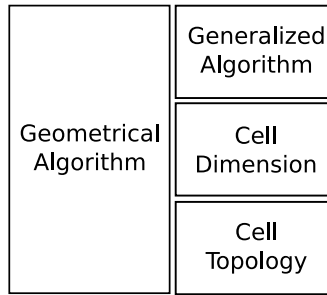 Geometrical
Algorithm
Generalized
Algorithm
Cell
Dimension
Cell
Topology